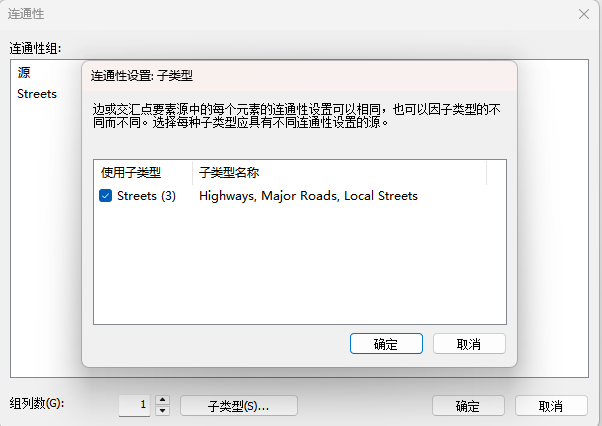 连通性
连通性组:
源
Streets
连通性设置: 子类型
边或交汇点要素源中的每个元素的连通性设置可以相同，也可以因子类型的不
同而不同。选择每种子类型应具有不同连通性设置的源。
使用子类型 子类型名称
Streets (3) Highways, Major Roads, Local Streets
确定 取消
组列数(G): 1 子类型(S)... 确定 取消